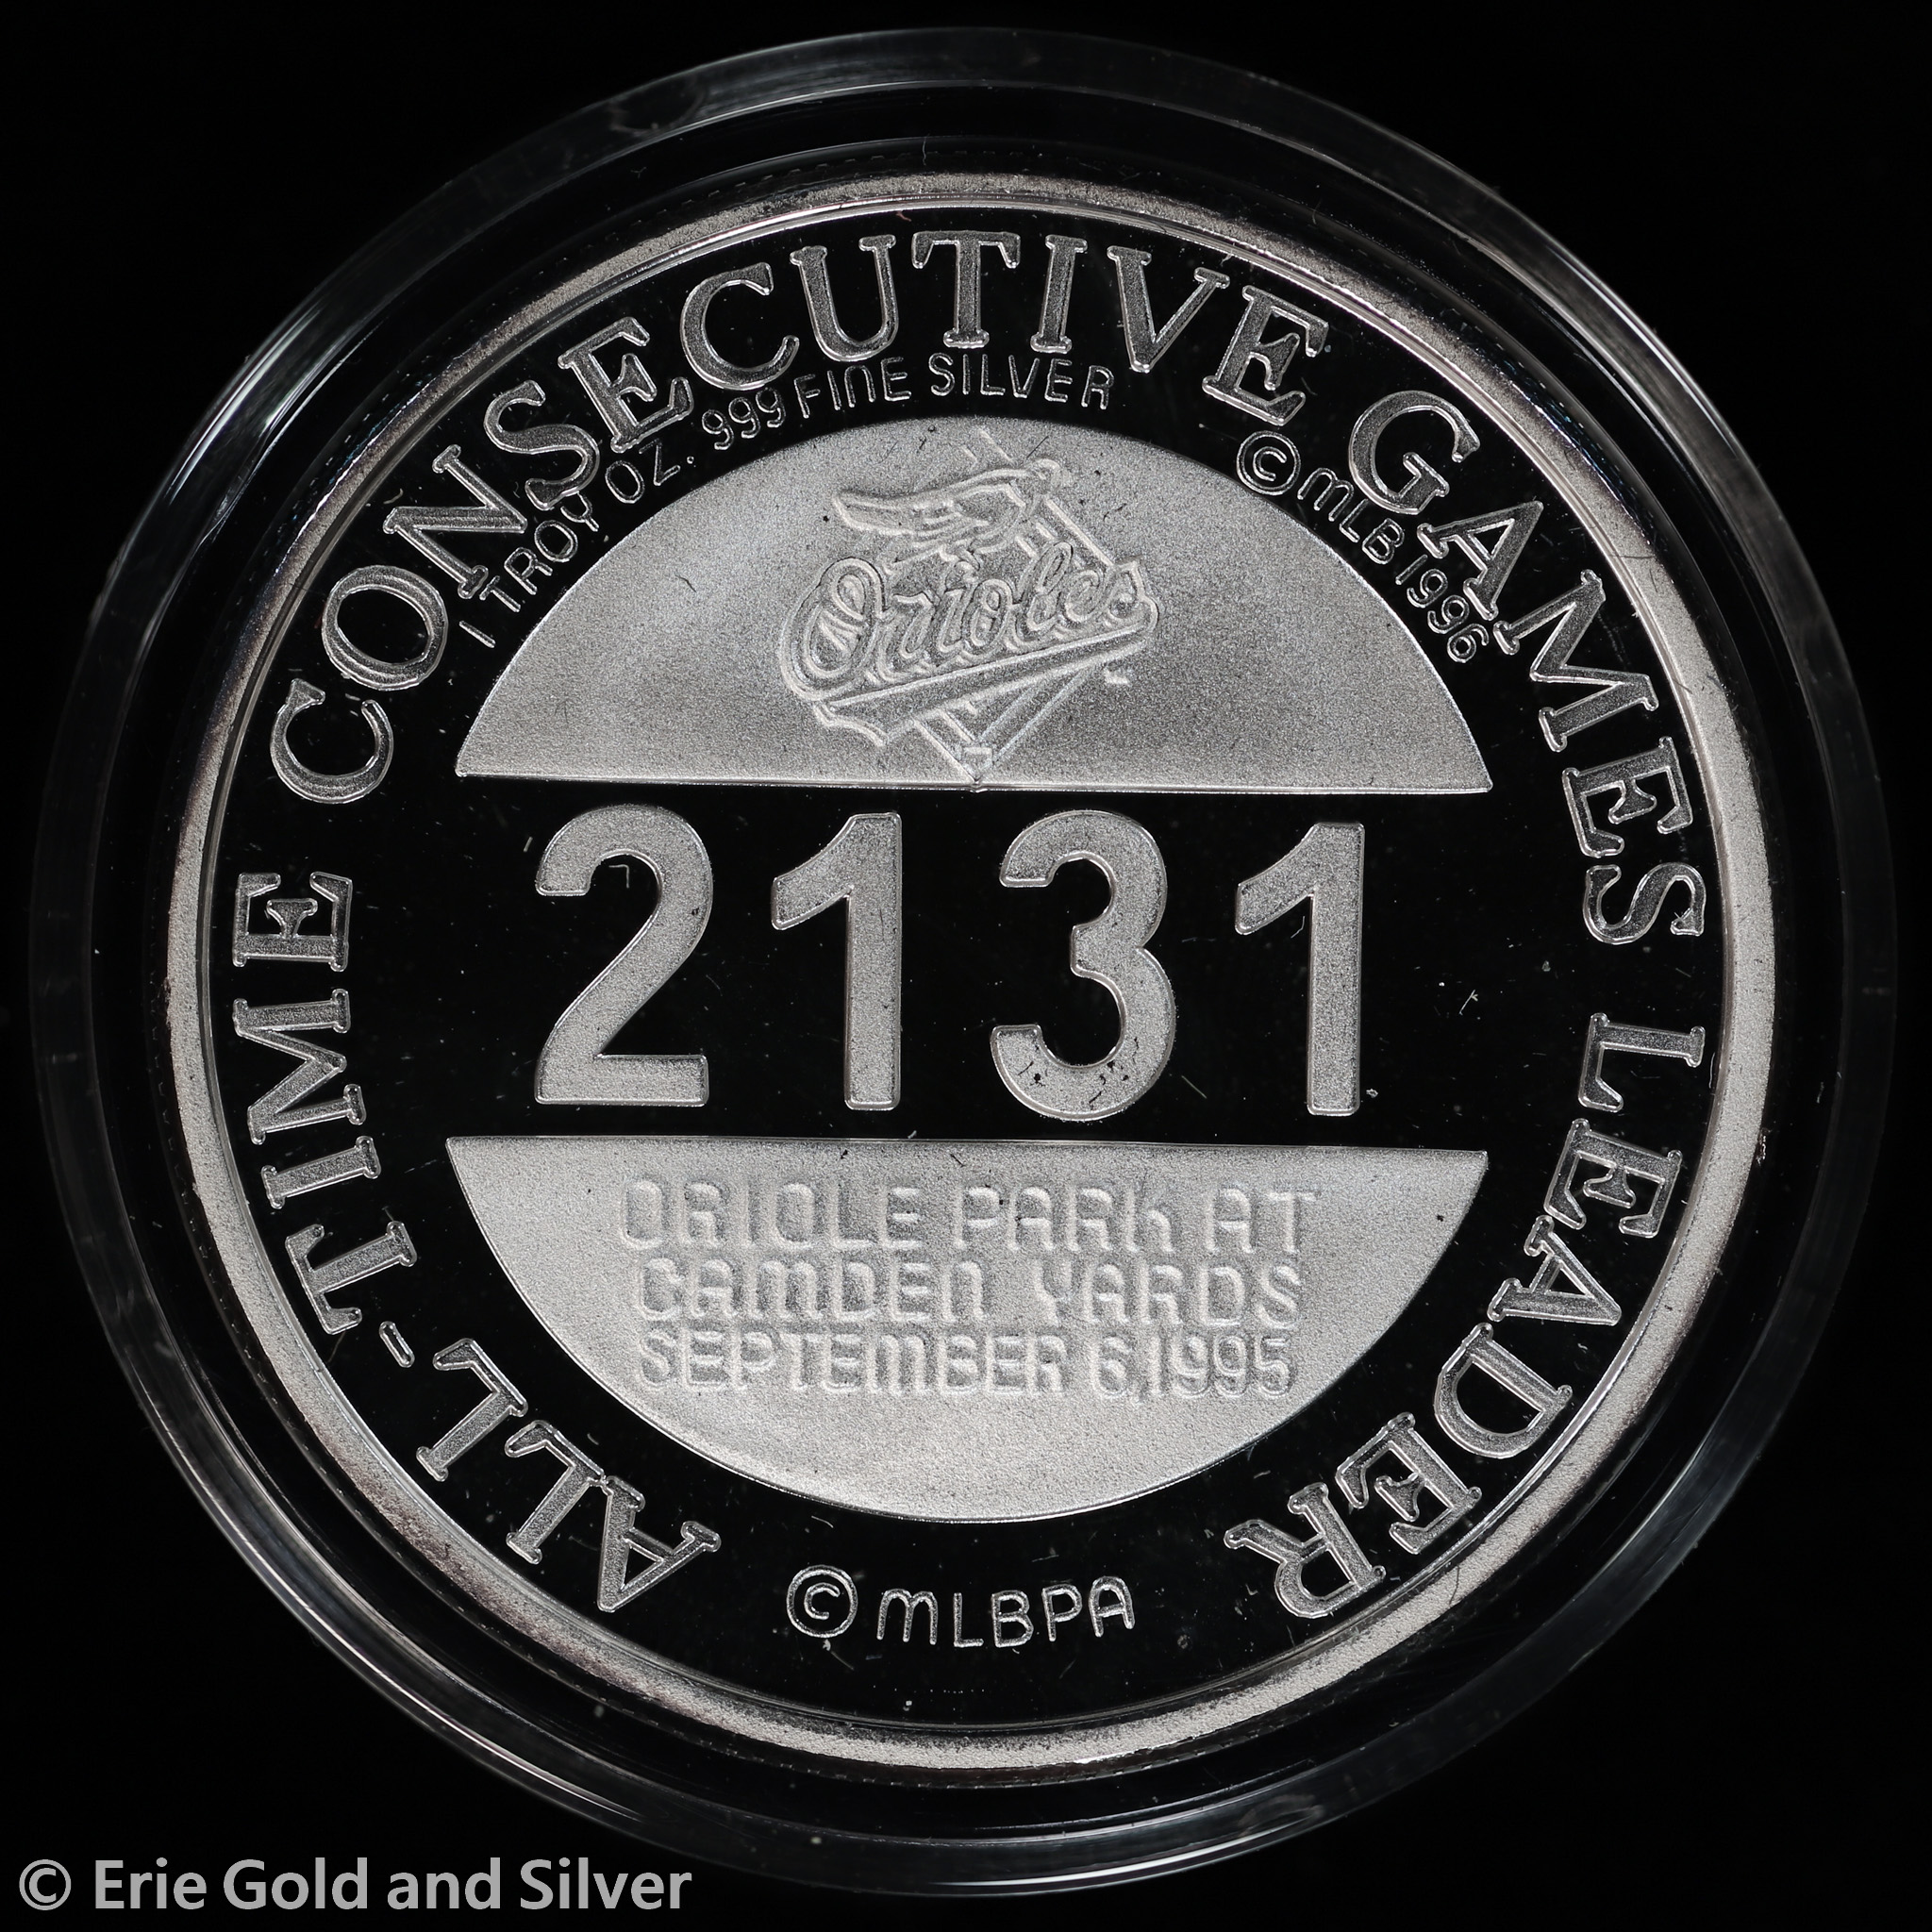 ALL-TIME CONSECUTIVE GAMES LEADER
1 TROY OZ. 999 FINE SILVER
© MLB 1996
Orioles
2131
ORIOLE PARK AT
CAMDEN YARDS
SEPTEMBER 6,1995
© MLBPA
© Erie Gold and Silver